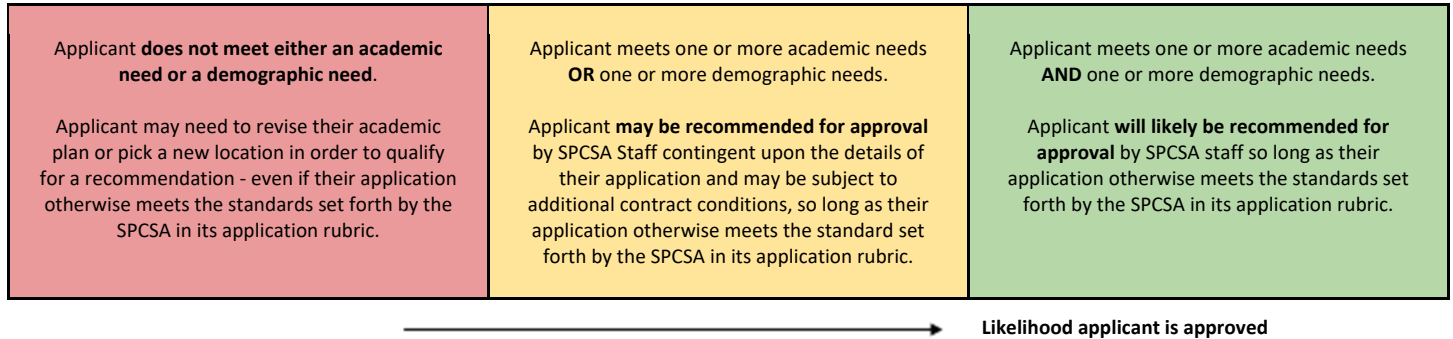 Applicant does not meet either an academic
need or a demographic need.
Applicant may need to revise their academic
plan or pick a new location in order to qualify
for a recommendation - even if their application
otherwise meets the standards set forth by the
SPCSA in its application rubric.
Applicant meets one or more academic needs
OR one or more demographic needs.
Applicant may be recommended for approval
by SPCSA Staff contingent upon the details of
their application and may be subject to
additional contract conditions, so long as their
application otherwise meets the standard set
forth by the SPCSA in its application rubric.
Applicant meets one or more academic needs
AND one or more demographic needs.
Applicant will likely be recommended for
approval by SPCSA staff so long as their
application otherwise meets the standards set
forth by the SPCSA in its application rubric.
Likelihood applicant is approved